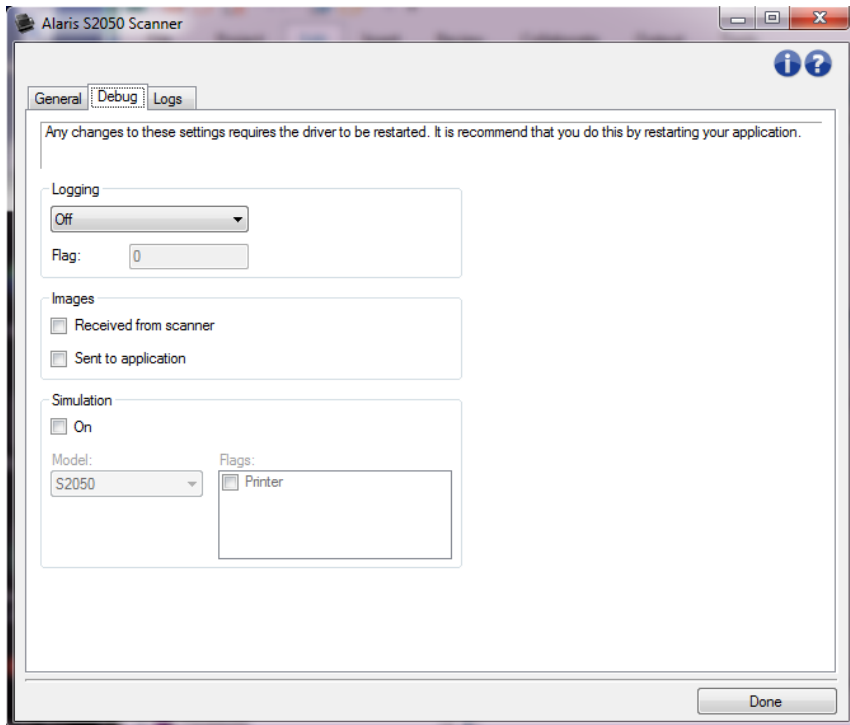 Alaris S2050 Scanner
General Debug Logs
Any changes to these settings requires the driver to be restarted. It is recommend that you do this by restarting your application.
Logging
Off
Flag: 0
Images
Received from scanner
Sent to application
Simulation
On
Model: Flags:
S2050 Printer
Done